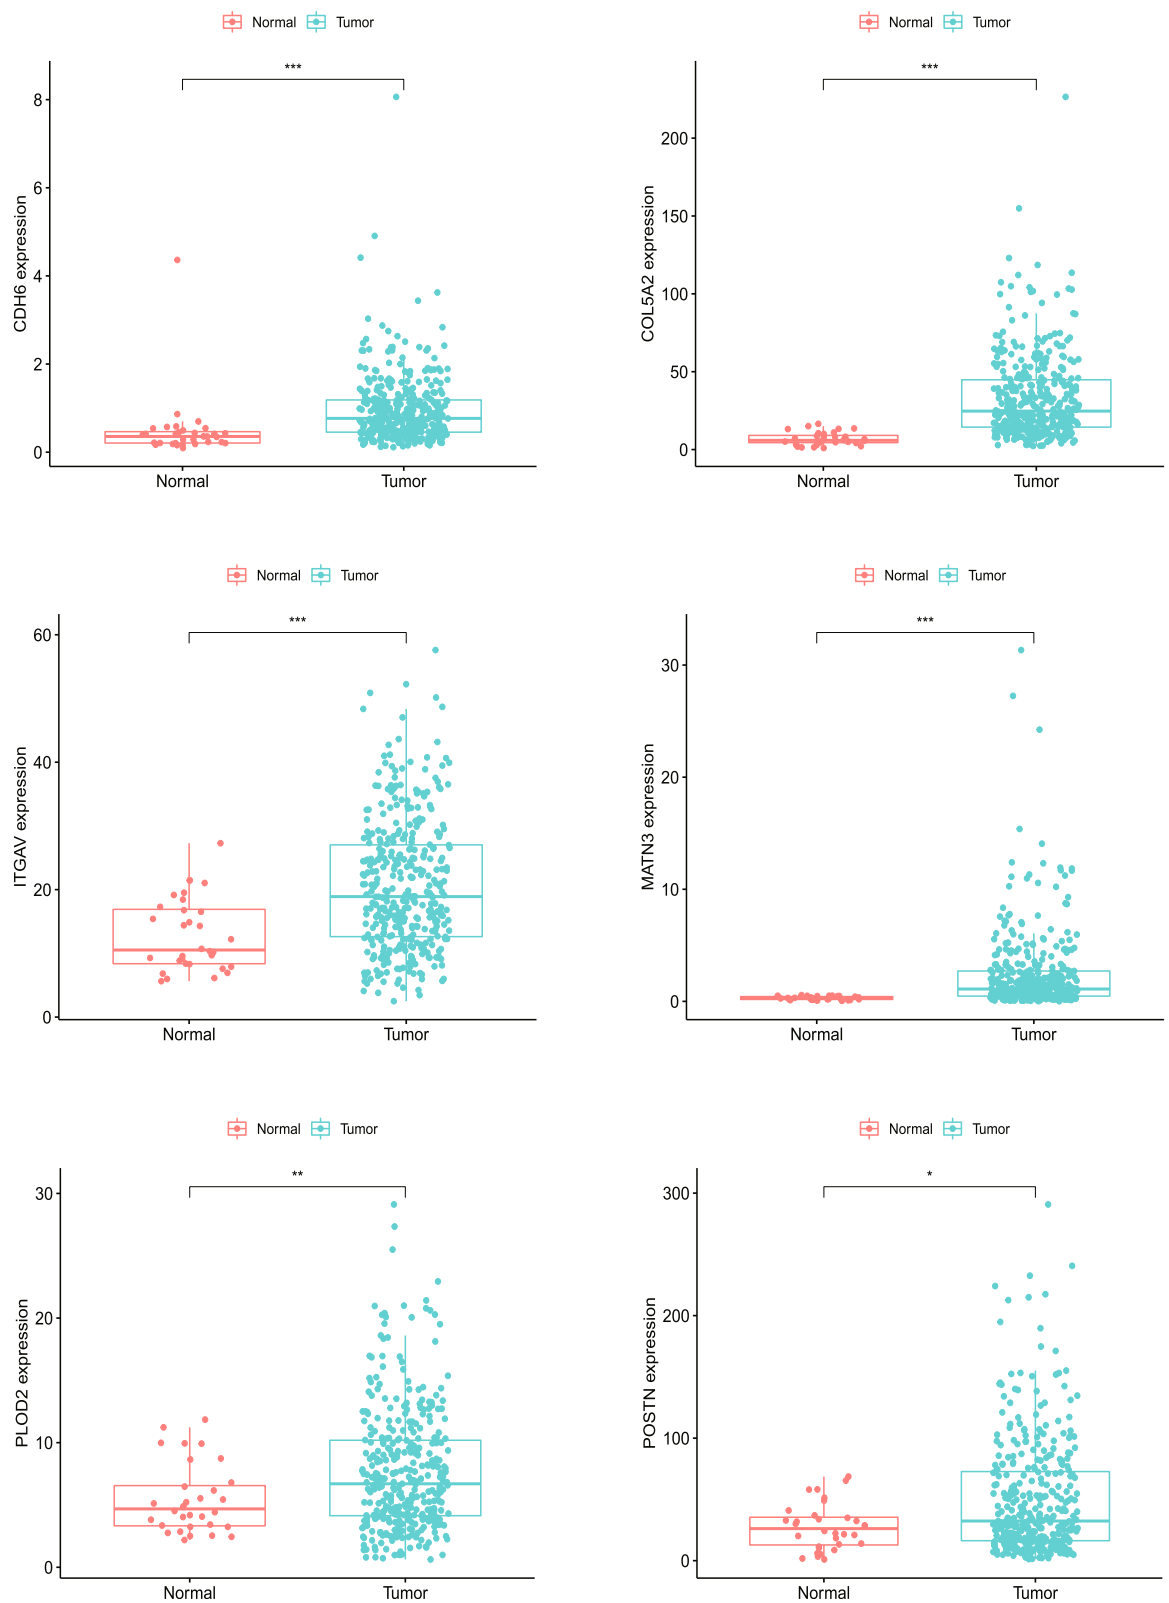 Normal Tumor
***
CDH6 expression
8
6
4
2
0
Normal Tumor
Normal Tumor
***
COL5A2 expression
200
150
100
50
0
Normal Tumor
Normal Tumor
***
ITGAV expression
60
40
20
0
Normal Tumor
Normal Tumor
***
MATN3 expression
30
20
10
0
Normal Tumor
Normal Tumor
**
PLOD2 expression
30
20
10
0
Normal Tumor
Normal Tumor
*
POSTN expression
300
200
100
0
Normal Tumor